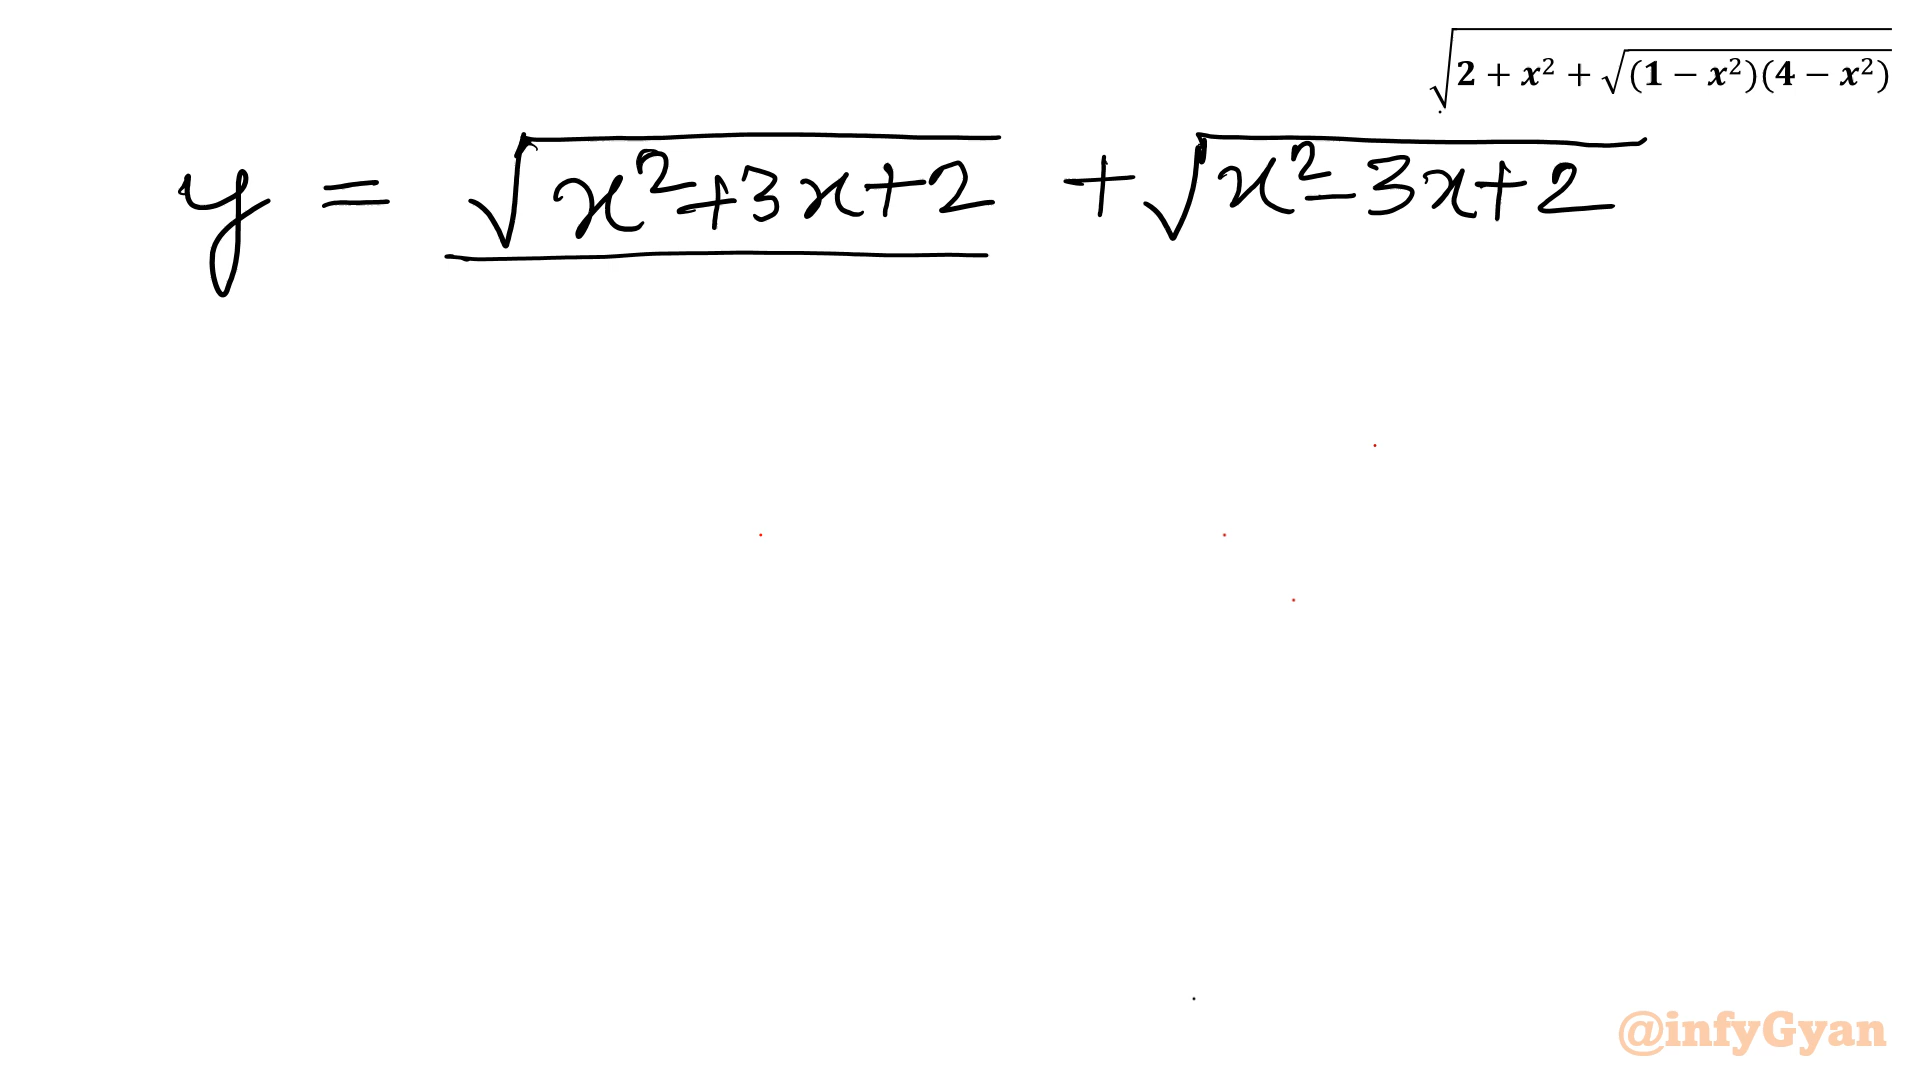 √(2 + x² + √((1 − x²)(4 − x²)))
y = √(x²+3x+2) + √(x²−3x+2)
@infyGyan